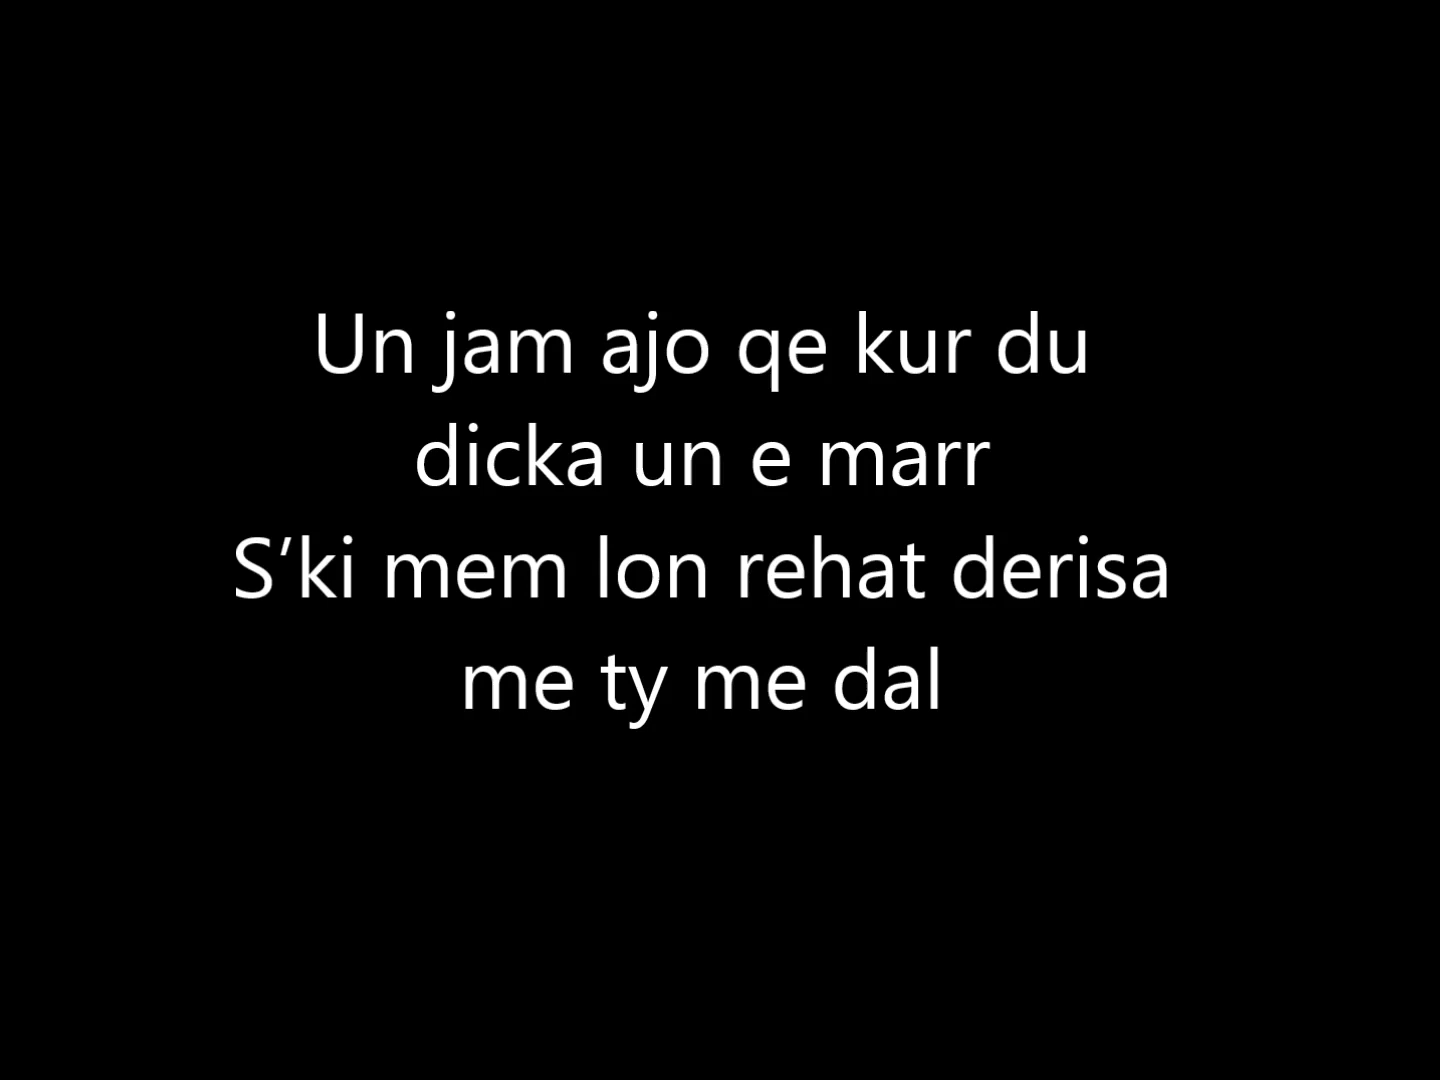 Un jam ajo qe kur du
dicka un e marr
S'ki mem lon rehat derisa
me ty me dal